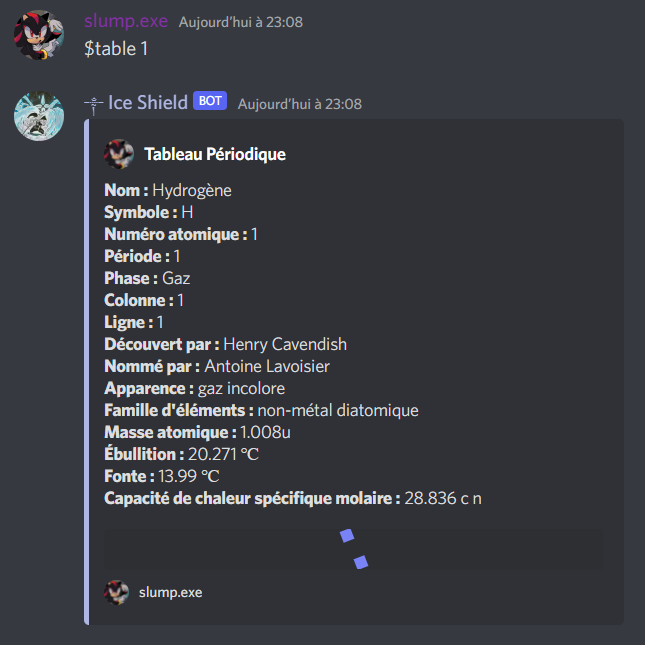 slump.exe Aujourd’hui à 23:08
$table 1
Ice Shield BOT Aujourd’hui à 23:08
Tableau Périodique
Nom : Hydrogène
Symbole : H
Numéro atomique : 1
Période : 1
Phase : Gaz
Colonne : 1
Ligne : 1
Découvert par : Henry Cavendish
Nommé par : Antoine Lavoisier
Apparence : gaz incolore
Famille d'éléments : non-métal diatomique
Masse atomique : 1.008u
Ébullition : 20.271 °C
Fonte : 13.99 °C
Capacité de chaleur spécifique molaire : 28.836 c n
slump.exe